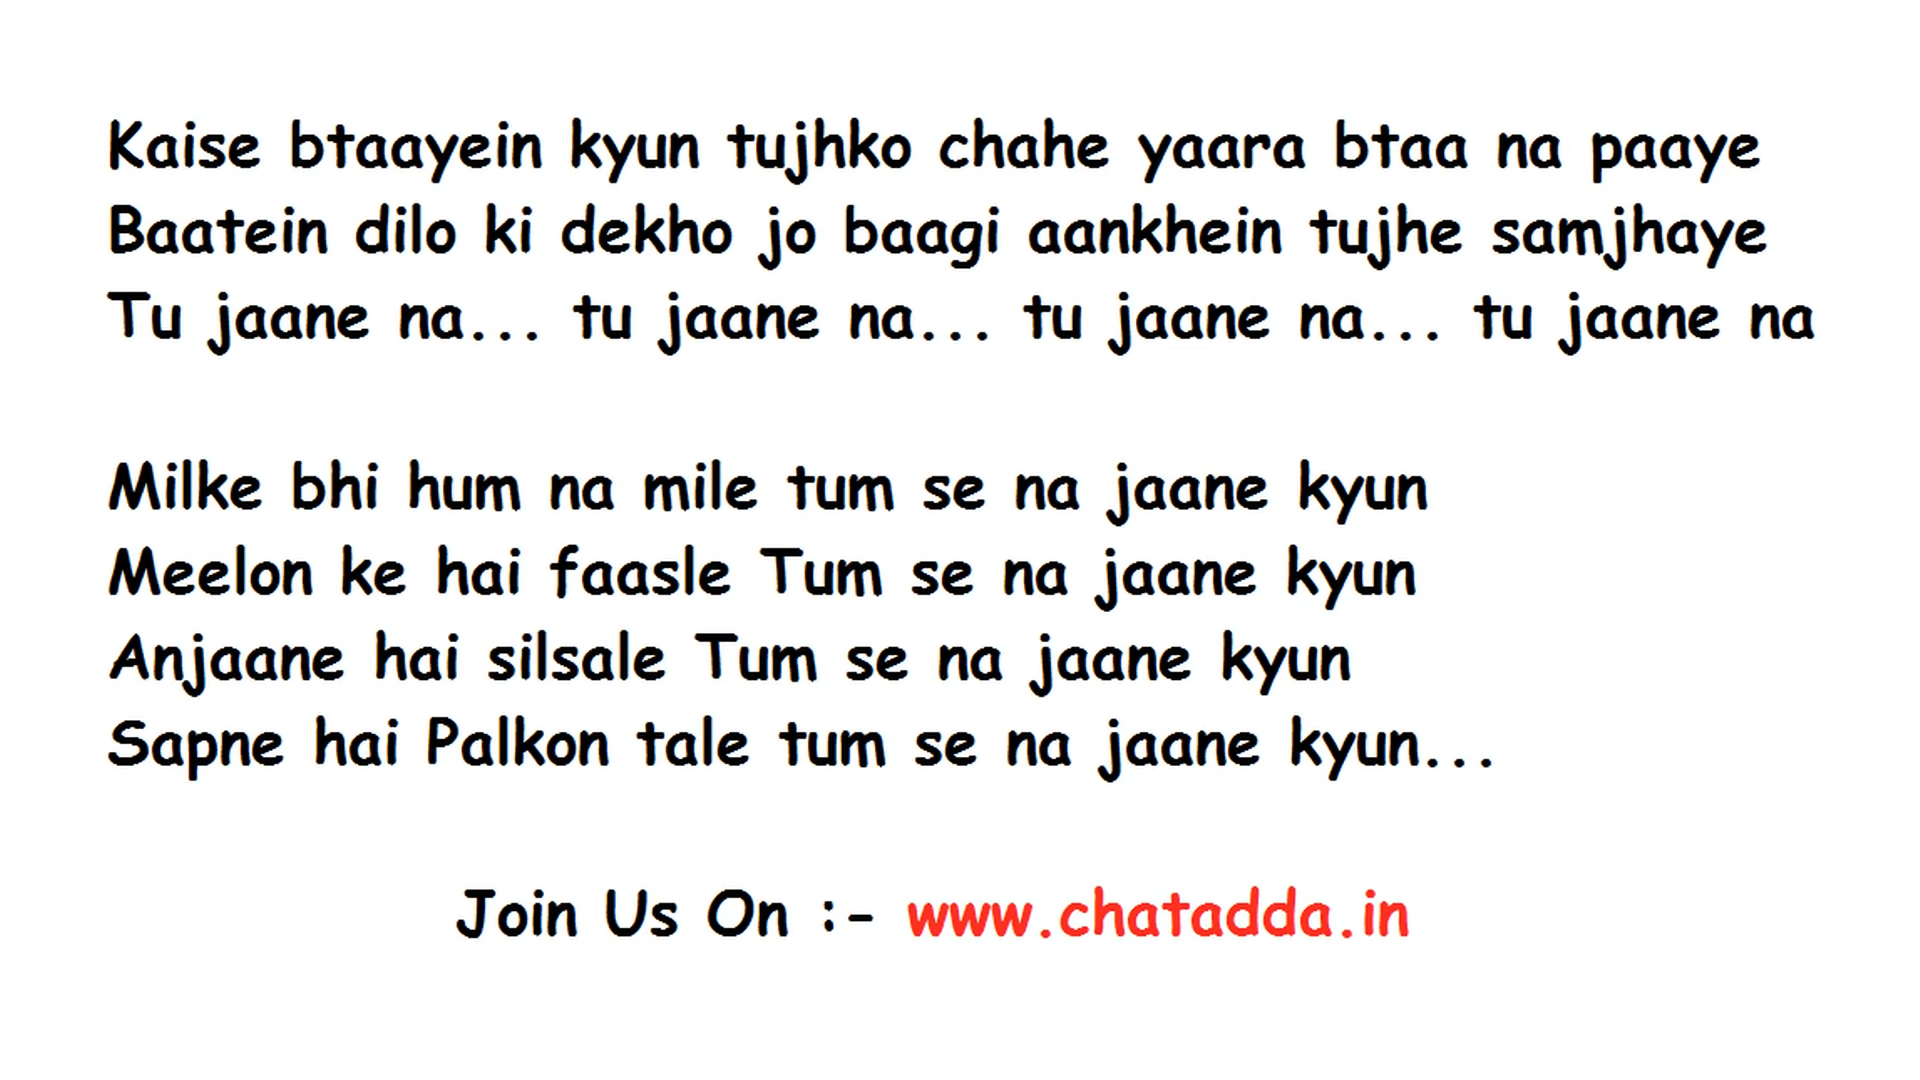 Kaise btaayein kyun tujhko chahe yaara btaa na paaye
Baatein dilo ki dekho jo baagi aankhein tujhe samjhaye
Tu jaane na... tu jaane na... tu jaane na... tu jaane na
Milke bhi hum na mile tum se na jaane kyun
Meelon ke hai faasle Tum se na jaane kyun
Anjaane hai silsale Tum se na jaane kyun
Sapne hai Palkon tale tum se na jaane kyun...
Join Us On :- www.chatadda.in